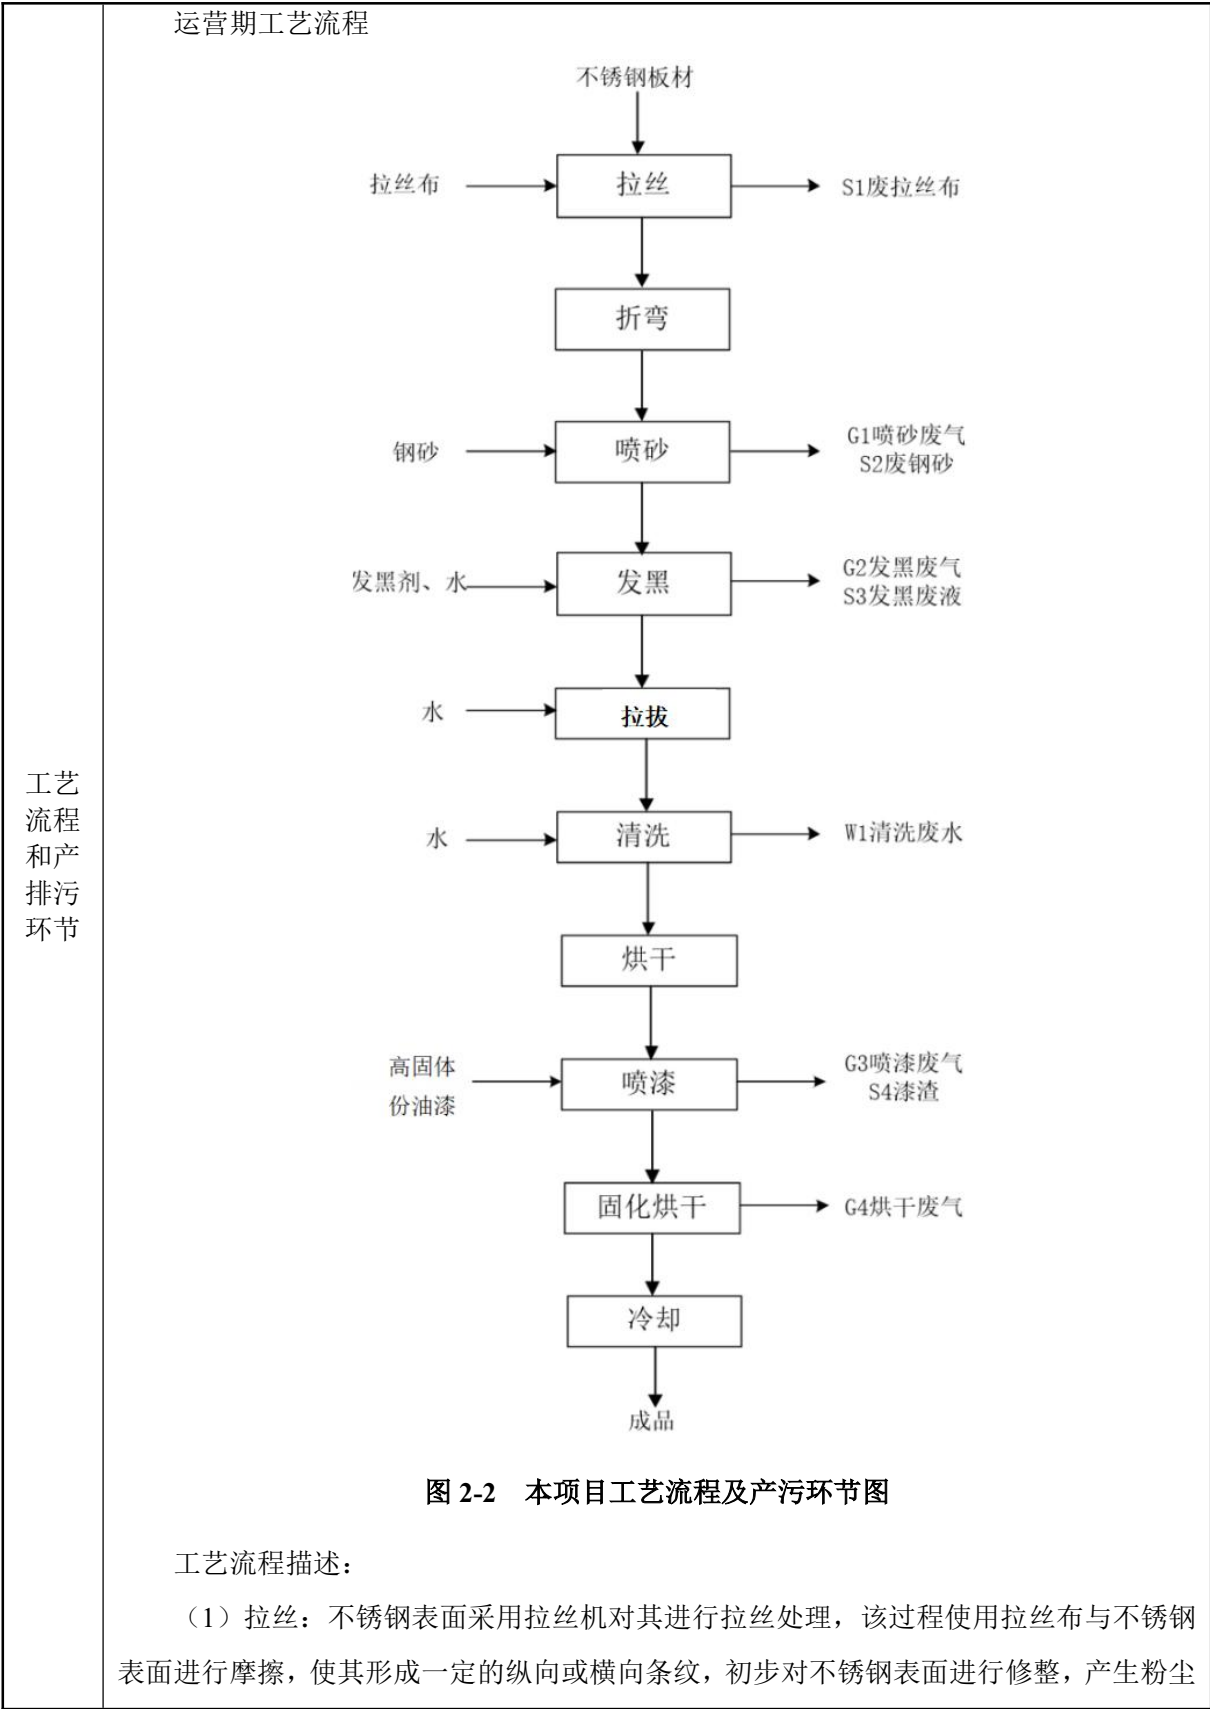 运营期工艺流程
不锈钢板材
拉丝布
拉丝
S1废拉丝布
折弯
钢砂
喷砂
G1喷砂废气
S2废钢砂
发黑剂、水
发黑
G2发黑废气
S3发黑废液
水
拉拔
水
清洗
W1清洗废水
烘干
高固体
份油漆
喷漆
G3喷漆废气
S4漆渣
固化烘干
G4烘干废气
冷却
成品
图 2-2 本项目工艺流程及产污环节图
工艺
流程
和产
排污
环节
工艺流程描述：
（1）拉丝：不锈钢表面采用拉丝机对其进行拉丝处理，该过程使用拉丝布与不锈钢
表面进行摩擦，使其形成一定的纵向或横向条纹，初步对不锈钢表面进行修整，产生粉尘